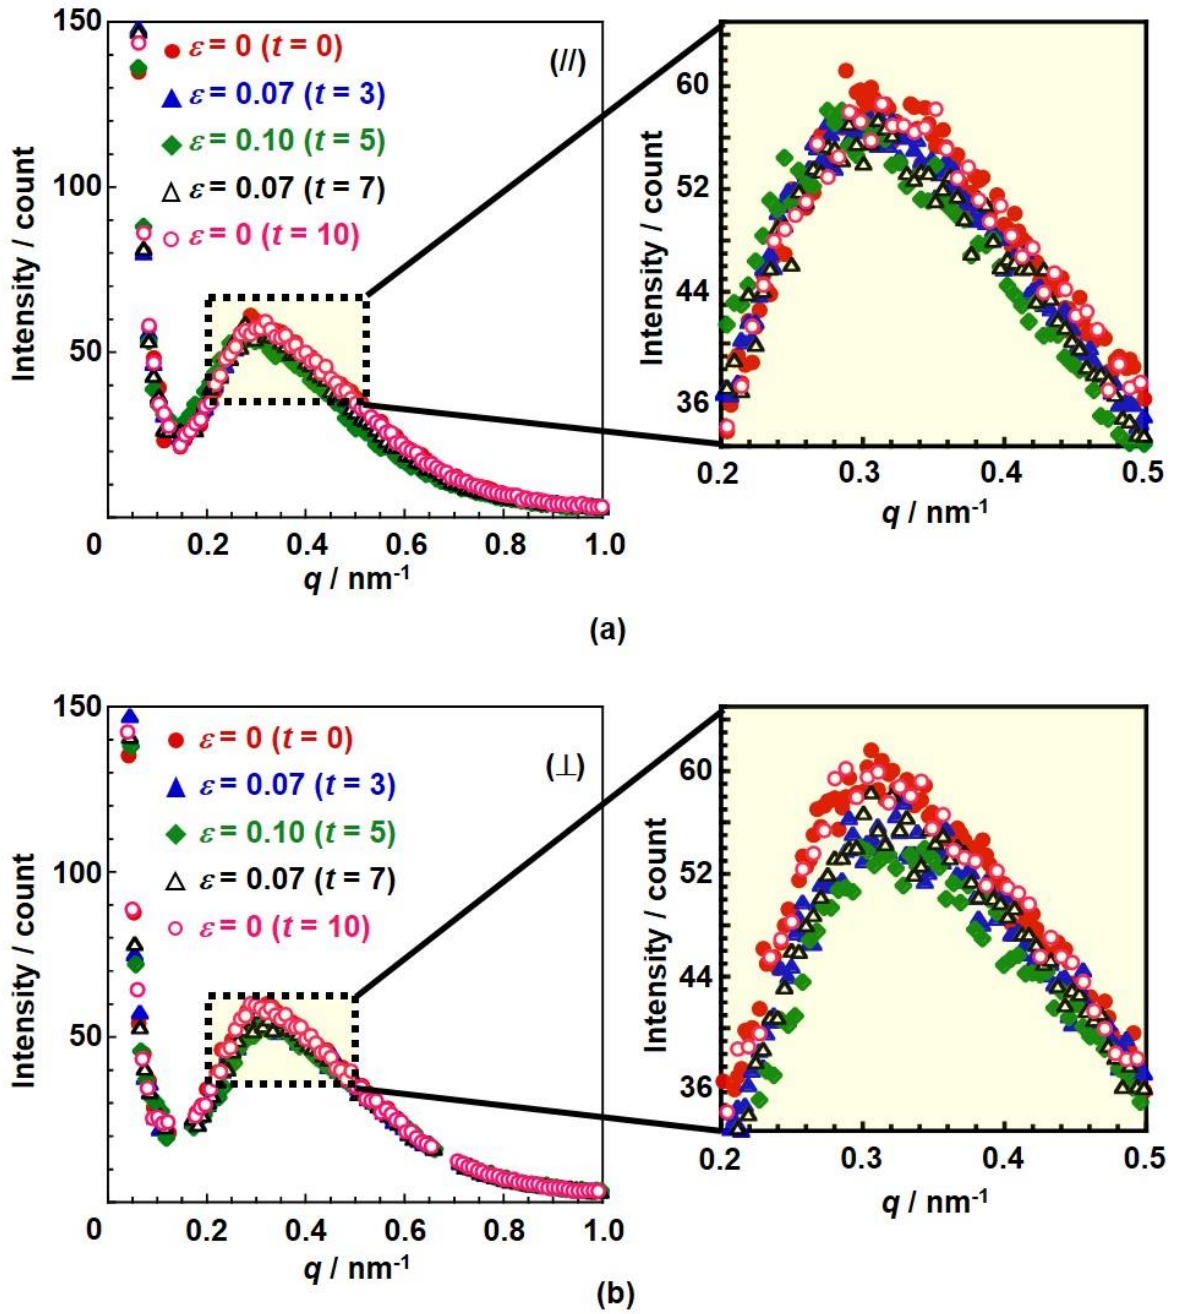 150
100
50
0
0.2
0.4
0.6
0.8
1.0
Intensity / count
q / nm-1
ε = 0 (t = 0)
ε = 0.07 (t = 3)
ε = 0.10 (t = 5)
ε = 0.07 (t = 7)
ε = 0 (t = 10)
(//)
60
52
44
36
0.2
0.3
0.4
0.5
Intensity / count
q / nm-1
(a)
150
100
50
0
0.2
0.4
0.6
0.8
1.0
Intensity / count
q / nm-1
ε = 0 (t = 0)
ε = 0.07 (t = 3)
ε = 0.10 (t = 5)
ε = 0.07 (t = 7)
ε = 0 (t = 10)
(⊥)
60
52
44
36
0.2
0.3
0.4
0.5
Intensity / count
q / nm-1
(b)